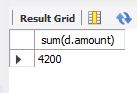 Result Grid
sum(d.amount)
4200